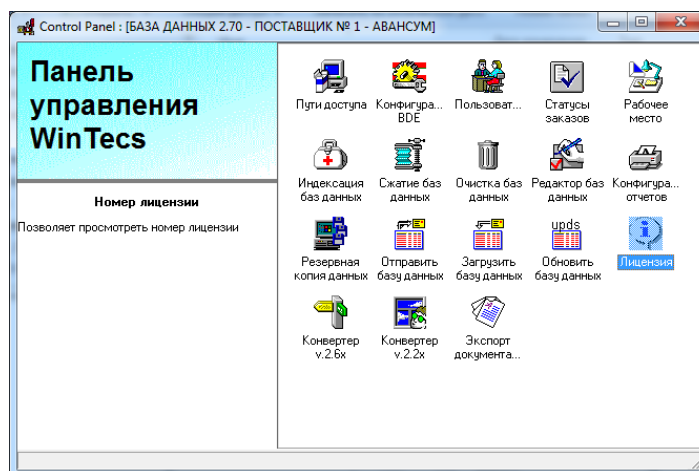 Control Panel : [БАЗА ДАННЫХ 2.70 - ПОСТАВЩИК № 1 - АВАНСУМ]
Панель
управления
WinTecs
Номер лицензии
Позволяет просмотреть номер лицензии
Пути доступа
Конфигура...
BDE
Пользоват...
Статусы
заказов
Рабочее
место
Индексация
баз данных
Сжатие баз
данных
Очистка баз
данных
Редактор баз
данных
Конфигура...
отчетов
Резервная
копия данных
Отправить
базу данных
Загрузить
базу данных
upds
Обновить
базу данных
Лицензия
Конвертер
v.2.6x
Конвертер
v.2.2x
Экспорт
документа...